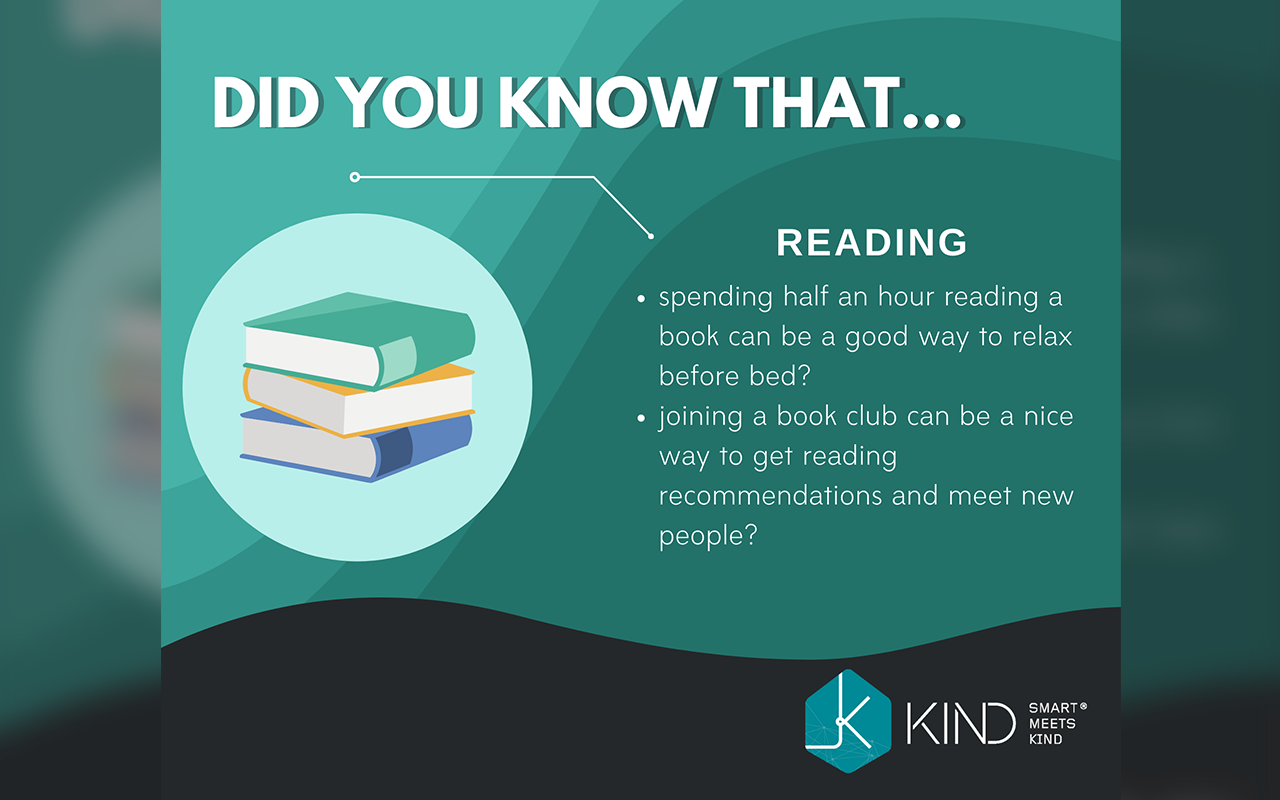 DID YOU KNOW THAT...
READING
• spending half an hour reading a
book can be a good way to relax
before bed?
• joining a book club can be a nice
way to get reading
recommendations and meet new
people?
KIND
SMART®
MEETS
KIND